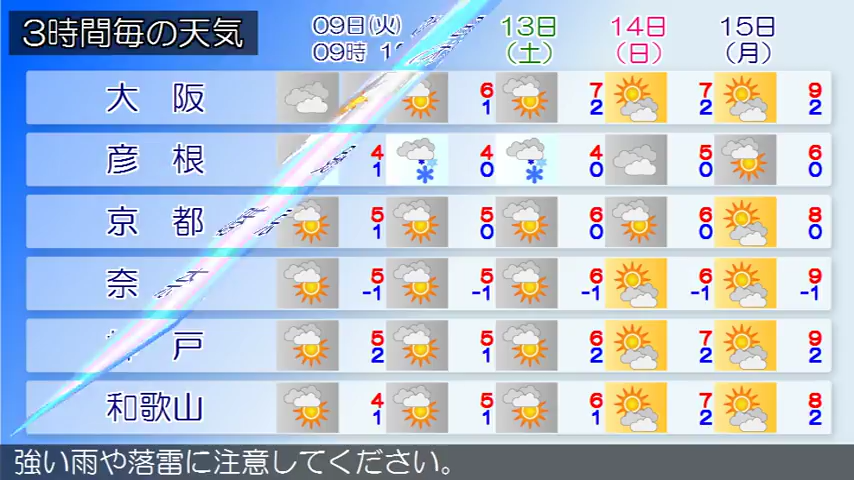 3時間毎の天気
09日(火) 13日 14日 15日
09時 (土) (日) (月)
大阪 6 1 7 2 7 2 9 2
彦根 4 1 4 0 4 0 5 0 6 0
京都 5 1 5 0 6 0 6 0 8 0
奈 5 -1 5 -1 6 -1 6 -1 9 -1
戸 5 2 5 1 6 2 7 2 9 2
和歌山 4 1 5 1 6 1 7 2 8 2
強い雨や落雷に注意してください。